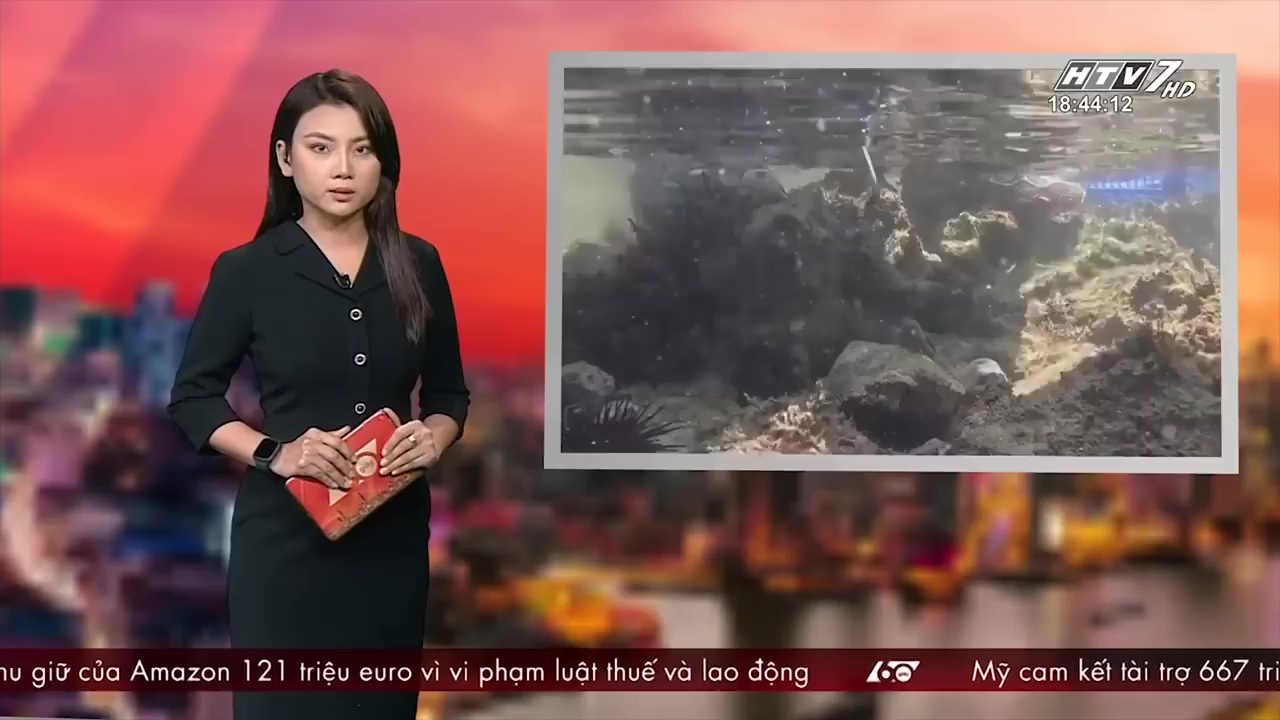 HTV7 HD
18:44:12
giữ của Amazon 121 triệu euro vì vi phạm luật thuế và lao động
60
Mỹ cam kết tài trợ 667